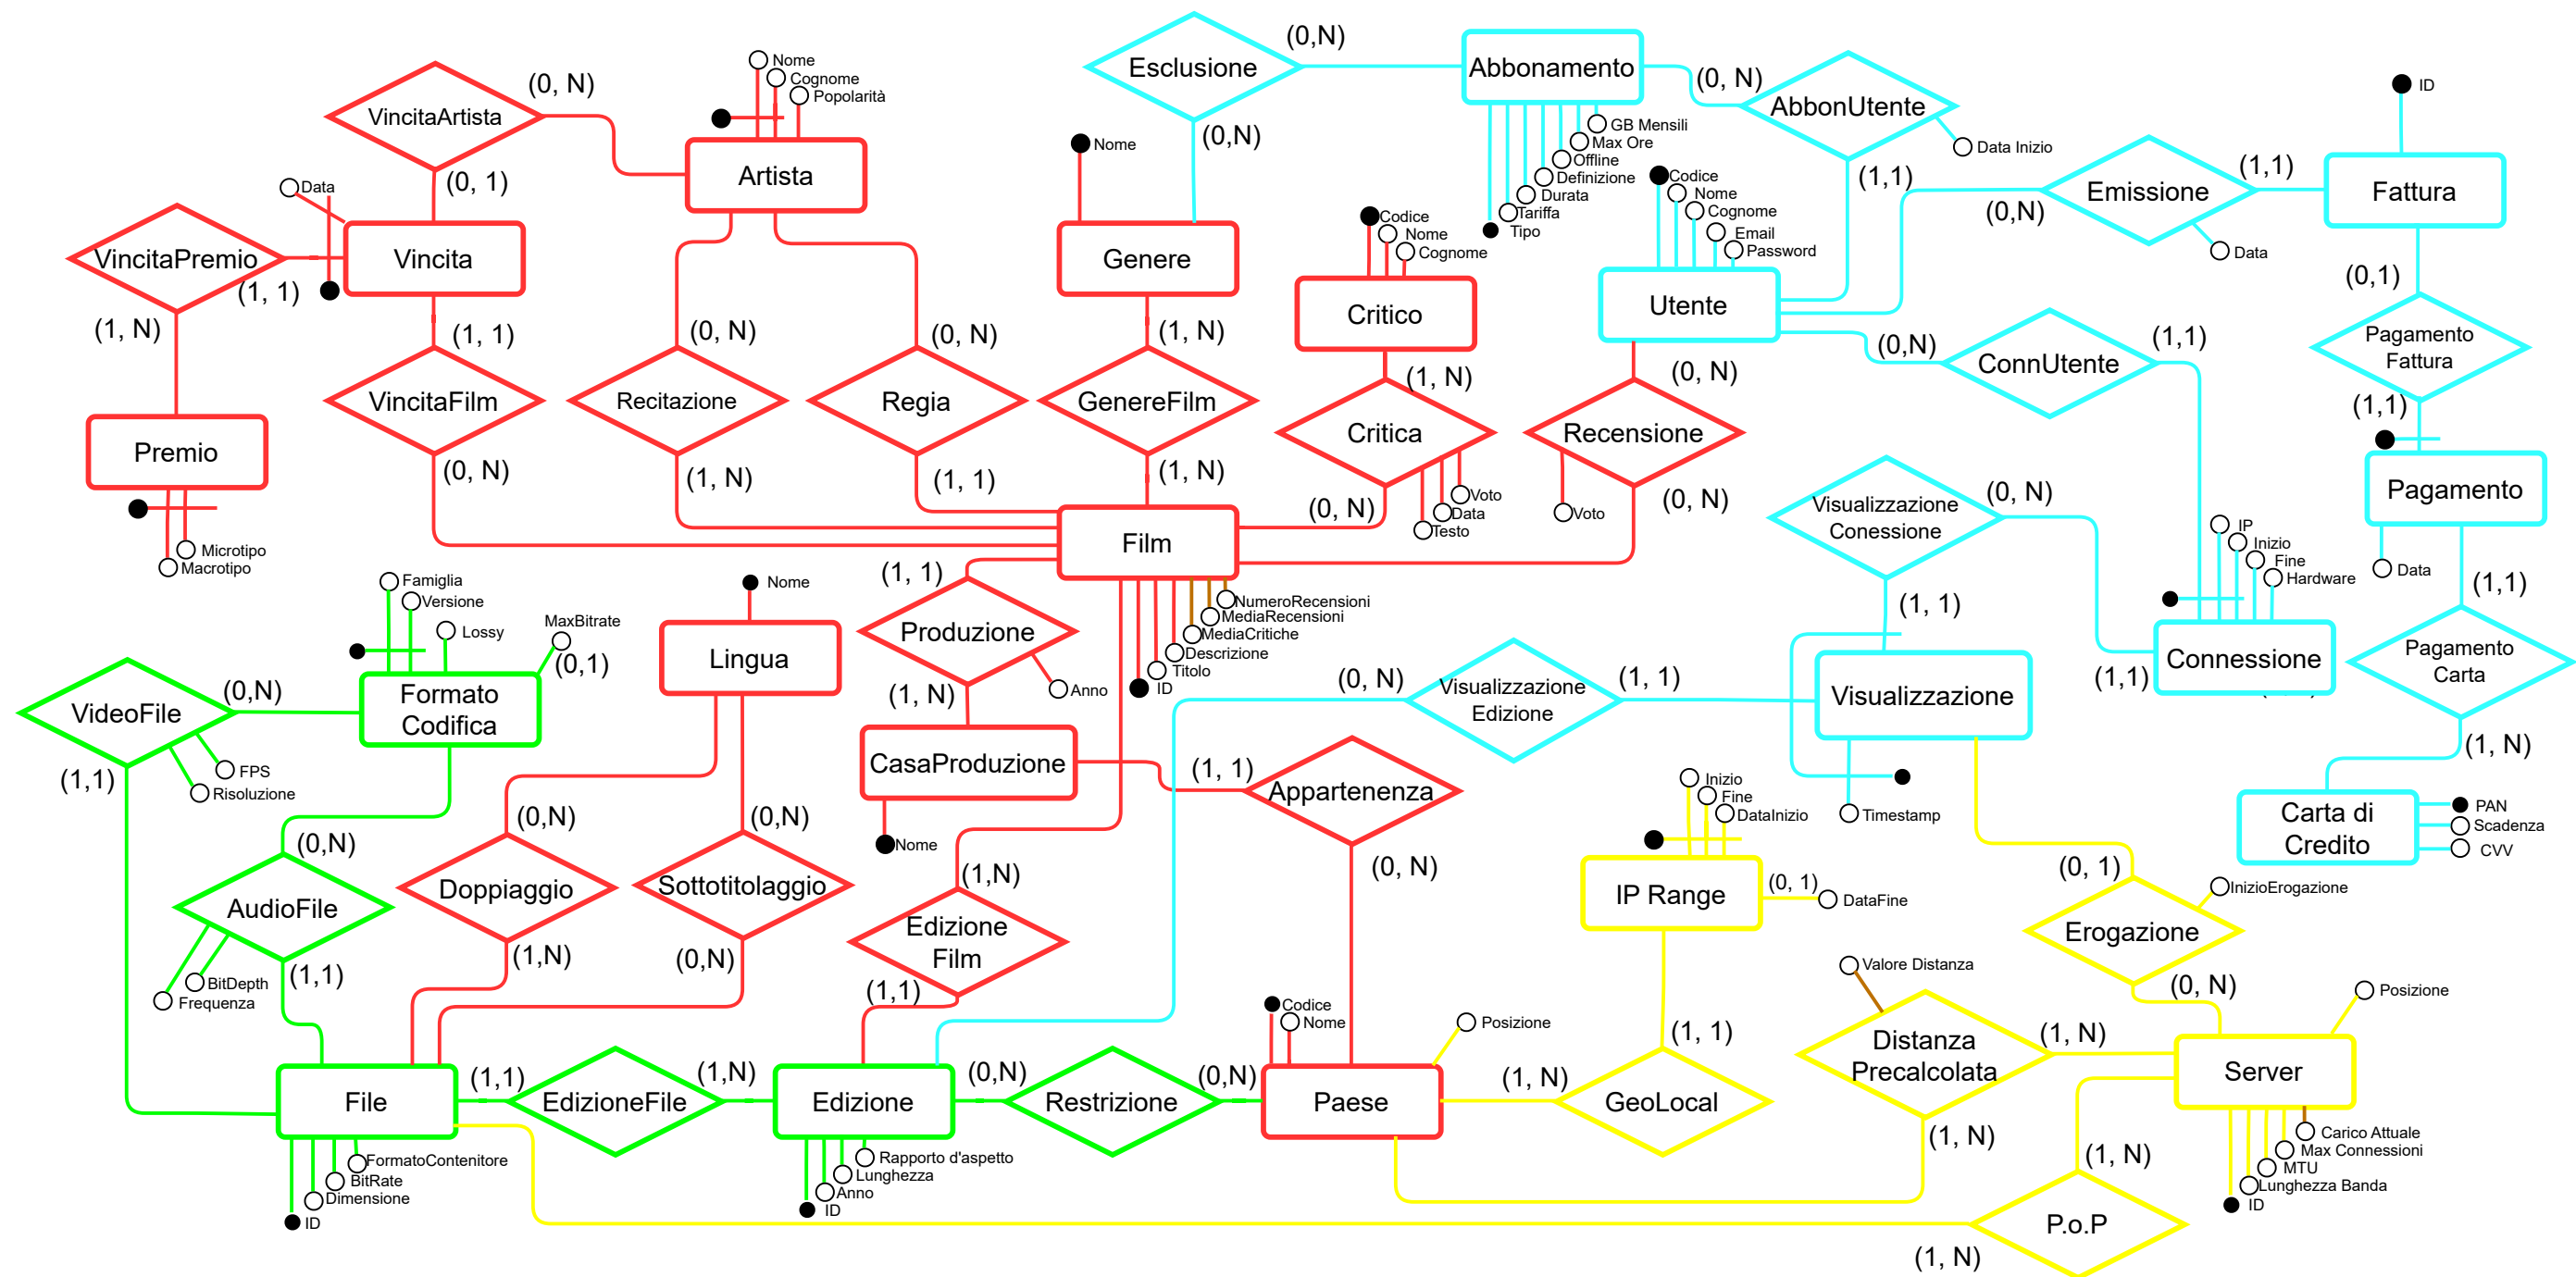 Esclusione
(0,N)
(0,N)
Abbonamento
(0, N)
AbbonUtente
Data Inizio
(1,1)
GB Mensili
Max Ore
Offline
Definizione
Durata
Tariffa
Tipo
VincitaArtista
(0, N)
(0, 1)
Nome
Cognome
Popolarità
Artista
Nome
Genere
ID
Emissione
(1,1)
(0,N)
Data
Fattura
(0,1)
Data
Vincita
VincitaPremio
(1, 1)
(1, N)
Codice
Nome
Cognome
Critico
Codice
Nome
Cognome
Email
Password
Utente
(0,N)
ConnUtente
(1,1)
Pagamento
Fattura
(1,1)
(1, 1)
VincitaFilm
(0, N)
(0, N)
Recitazione
(1, N)
(0, N)
Regia
(1, 1)
(1, N)
GenereFilm
(1, N)
(1, N)
Critica
(0, N)
Voto
Data
Testo
(0, N)
Recensione
(0, N)
Voto
Premio
Microtipo
Macrotipo
Film
NumeroRecensioni
MediaRecensioni
MediaCritiche
Descrizione
Titolo
ID
Visualizzazione
Conessione
(0, N)
(1, 1)
IP
Inizio
Fine
Hardware
Connessione
(1,1)
Pagamento
Data
(1,1)
Pagamento
Carta
(1, N)
Famiglia
Versione
Lossy
MaxBitrate
(0,1)
Formato
Codifica
Nome
Lingua
(1, 1)
Produzione
Anno
(1, N)
VideoFile
(0,N)
(1,1)
FPS
Risoluzione
CasaProduzione
Nome
(1, 1)
Appartenenza
(0, N)
(0, N)
Visualizzazione
Edizione
(1, 1)
Visualizzazione
Timestamp
Carta di
Credito
PAN
Scadenza
CVV
(0,N)
AudioFile
(1,1)
BitDepth
Frequenza
(0,N)
Doppiaggio
(1,N)
(0,N)
Sottotitolaggio
(0,N)
(1,N)
Edizione
Film
(1,1)
Inizio
Fine
DataInizio
IP Range
(0, 1)
DataFine
(0, 1)
InizioErogazione
Erogazione
(0, N)
Valore Distanza
Distanza
Precalcolata
(1, N)
(1, N)
Posizione
Server
Carico Attuale
Max Connessioni
MTU
Lunghezza Banda
ID
File
FormatoContenitore
BitRate
Dimensione
ID
(1,1)
EdizioneFile
(1,N)
Edizione
Rapporto d'aspetto
Lunghezza
Anno
ID
(0,N)
Restrizione
(0,N)
Codice
Nome
Posizione
Paese
(1, N)
GeoLocal
(1, 1)
(1, N)
P.o.P
(1, N)